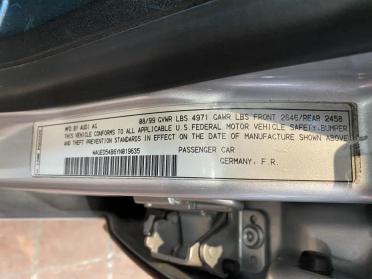 MFG BY AUDI AG 08/99 GVWR LBS 4971 GAWR LBS FRONT 2646/REAR 2458
THIS VEHICLE CONFORMS TO ALL APPLICABLE U.S. FEDERAL MOTOR VEHICLE SAFETY-BUMPER
AND THEFT PREVENTION STANDARDS IN EFFECT ON THE DATE OF MANUFACTURE SHOWN ABOVE
PASSENGER CAR
GERMANY, F.R.